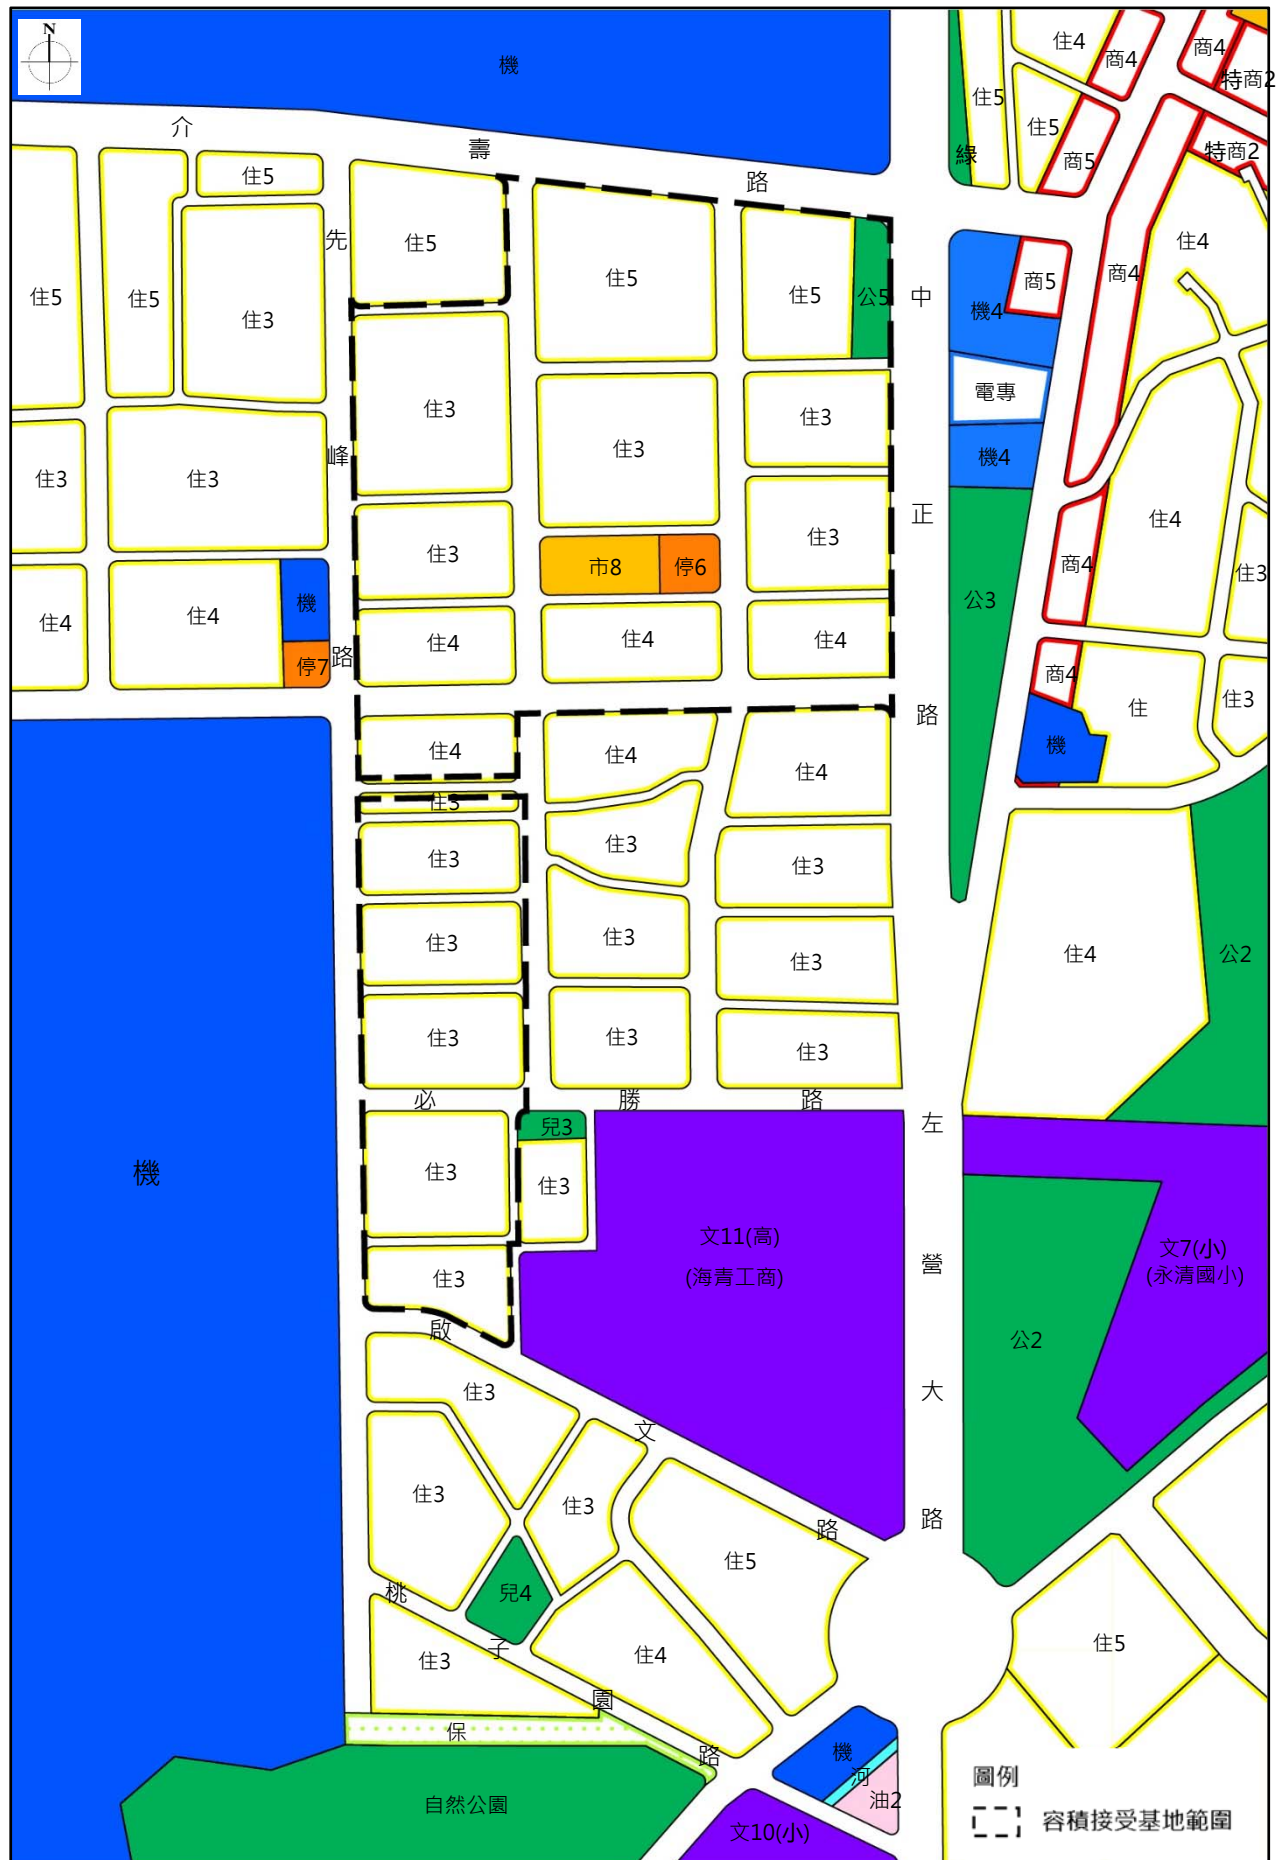 N
機
住4
商4
商4
特商2
住5
住5
商5
特商2
綠
介
壽
路
住5
先
住5
住5
住5
公5
中
住5
住5
住3
機4
商5
商4
住4
電專
機4
住3
住3
住3
峰
住3
住3
正
住3
住3
市8
停6
公3
商4
住4
住3
住4
住4
機
停7
路
住4
住4
住4
路
商4
住
住3
機
住4
住4
住4
住3
住3
住3
住3
住3
住3
住3
住4
公2
住3
住3
住3
必
勝
路
左
機
住3
兒3
住3
文11(高)
(海青工商)
營
文7(小)
(永清國小)
住3
啟
公2
大
住3
文
路
住3
住3
路
住5
兒4
桃
子
住4
住3
園
路
住5
保
機
河
油2
自然公園
文10(小)
圖例
容積接受基地範圍